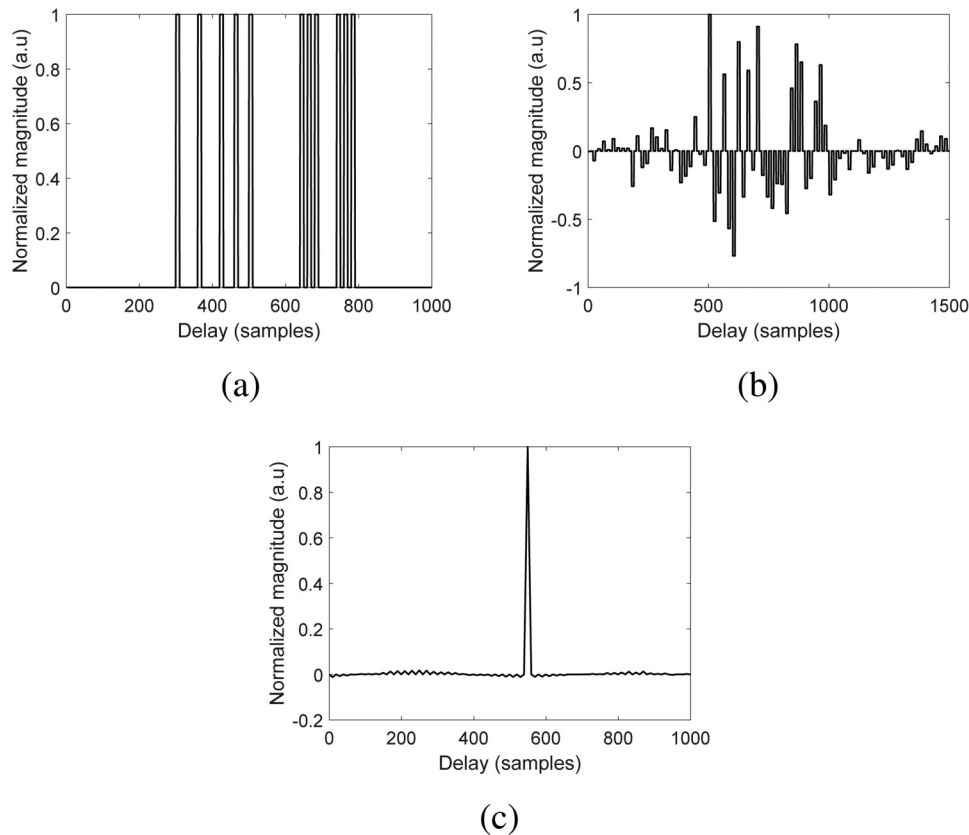 Normalized magnitude (a.u)
1
0.8
0.6
0.4
0.2
0
0 200 400 600 800 1000
Delay (samples)
(a)
Normalized magnitude (a.u)
1
0.5
0
-0.5
-1
0 500 1000 1500
Delay (samples)
(b)
Normalized magnitude (a.u)
1
0.8
0.6
0.4
0.2
0
-0.2
0 200 400 600 800 1000
Delay (samples)
(c)